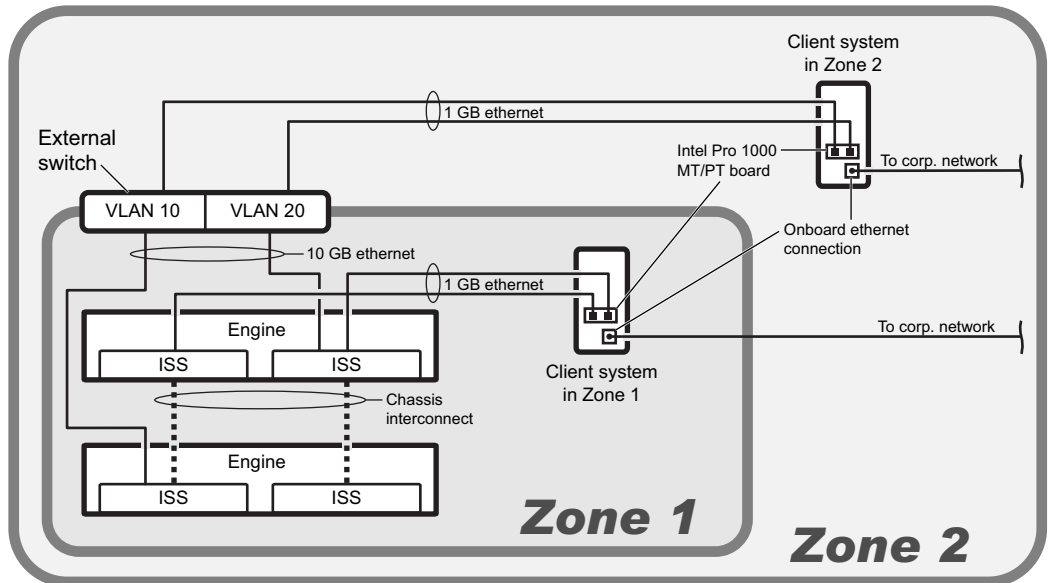 Client system
in Zone 2
1 GB ethernet
External
switch
Intel Pro 1000
MT/PT board
To corp. network
VLAN 10
VLAN 20
Onboard ethernet
connection
10 GB ethernet
1 GB ethernet
Engine
To corp. network
ISS
ISS
Client system
in Zone 1
Chassis
interconnect
Engine
ISS
ISS
Zone 1
Zone 2